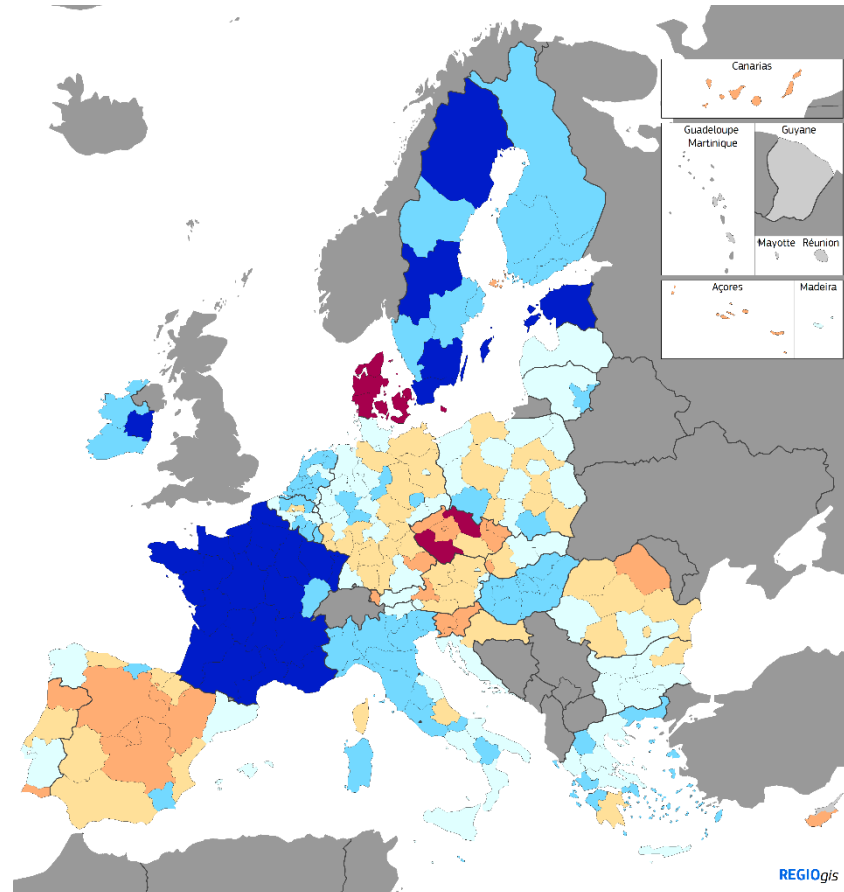 Canarias
Guadeloupe
Martinique
Guyane
Mayotte
Réunion
Açores
Madeira
REGIOgis